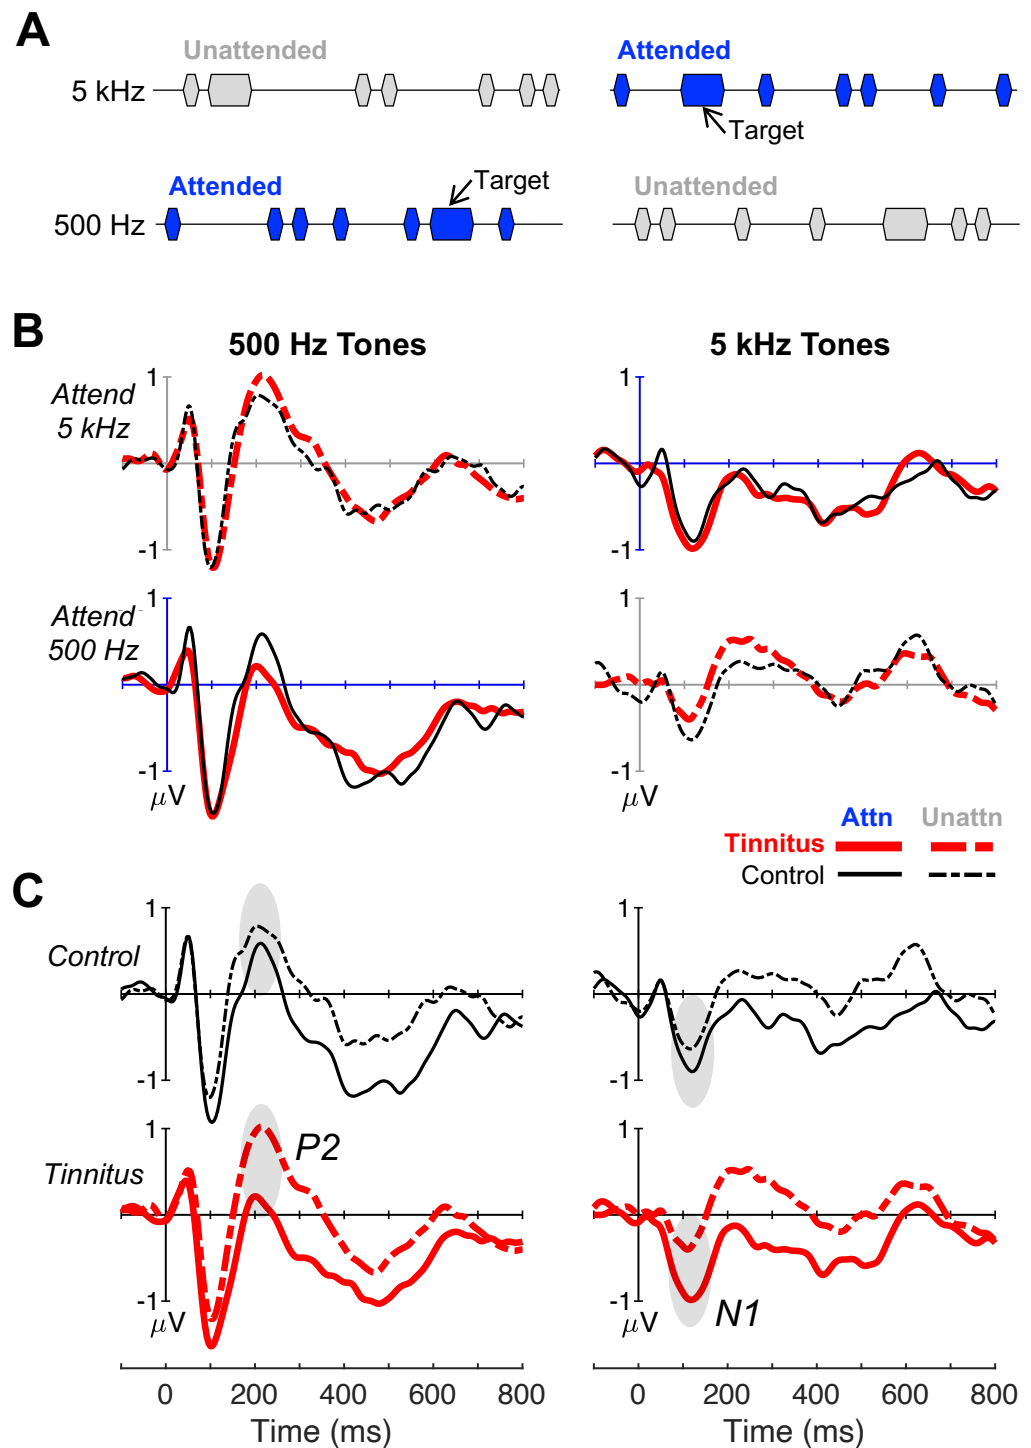 A
Unattended
Attended
5 kHz
Target
Attended
Target
Unattended
500 Hz
B
500 Hz Tones
5 kHz Tones
Attend
5 kHz
1
-1
1
-1
Attend
500 Hz
1
-1
µV
1
-1
µV
Attn
Unattn
Tinnitus
Control
C
Control
1
-1
1
-1
Tinnitus
1
P2
-1
µV
1
-1
N1
µV
0 200 400 600 800
0 200 400 600 800
Time (ms)
Time (ms)